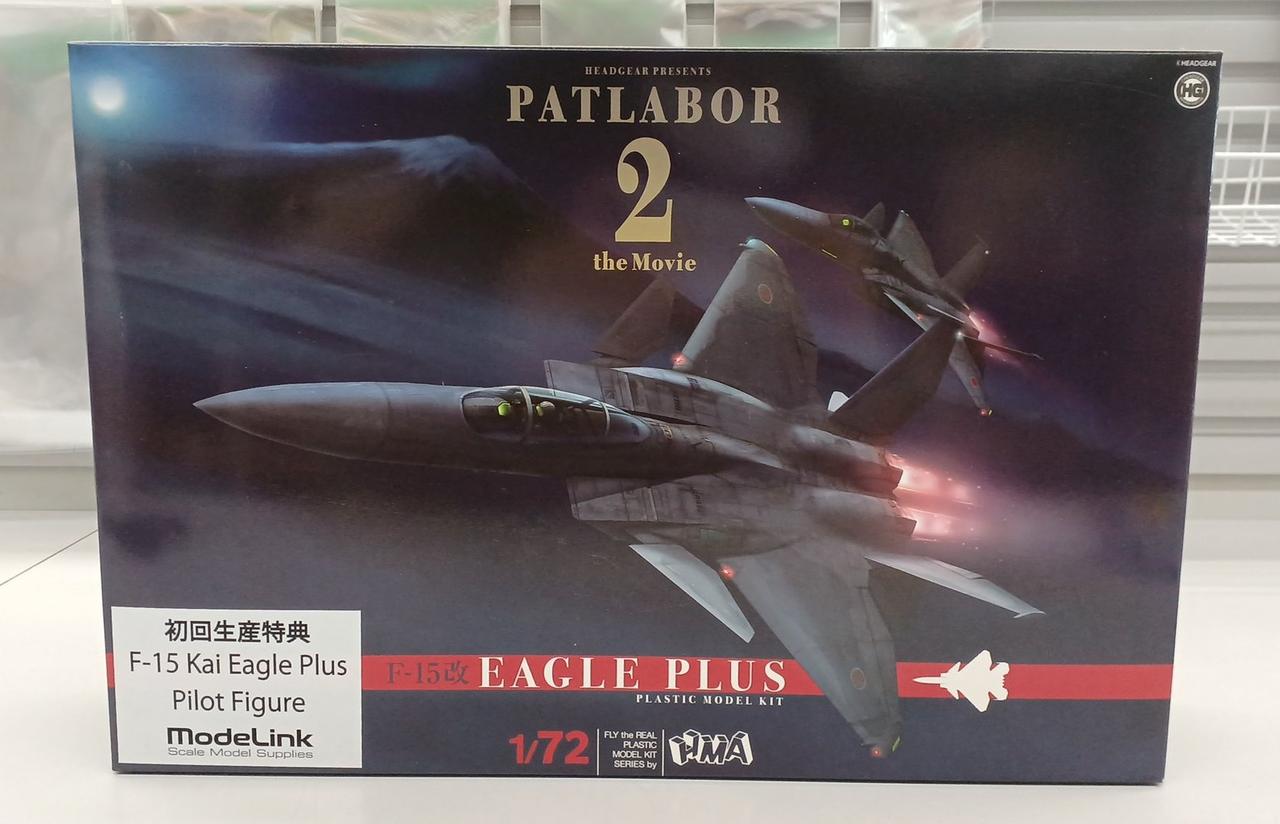 HEADGEAR PRESENTS
PATLABOR
2
the Movie
HEADGEAR
HG
初回生産特典
F-15 Kai Eagle Plus
Pilot Figure
ModeLink
Scale Model Supplies
F-15改 EAGLE PLUS
PLASTIC MODEL KIT
1/72
FLY the REAL
PLASTIC
MODEL KIT
SERIES by
HMA